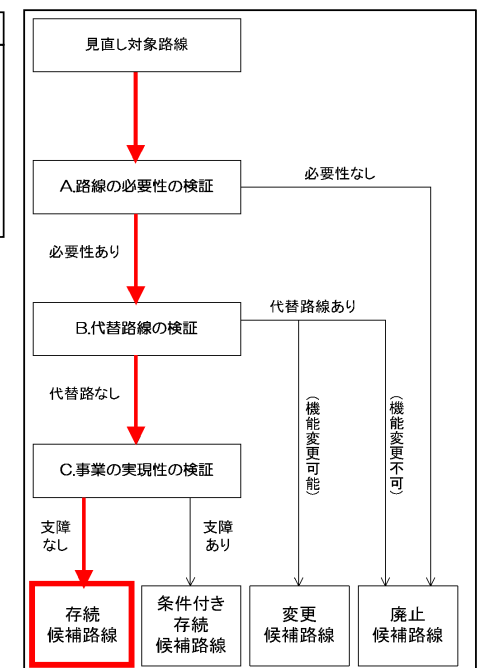 見直し対象路線
A.路線の必要性の検証
必要性なし
必要性あり
B.代替路線の検証
代替路線あり
代替路なし
（機能変更可能）
（機能変更不可）
C.事業の実現性の検証
支障
なし
支障
あり
存続
候補路線
条件付き
存続
候補路線
変更
候補路線
廃止
候補路線